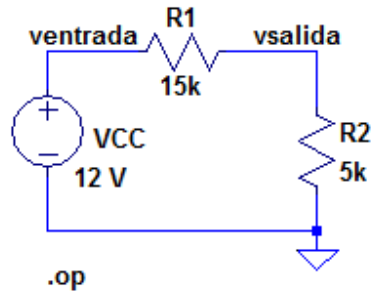 R1
ventrada
vsalida
15k
+
R2
VCC
5k
−
12 V
.op